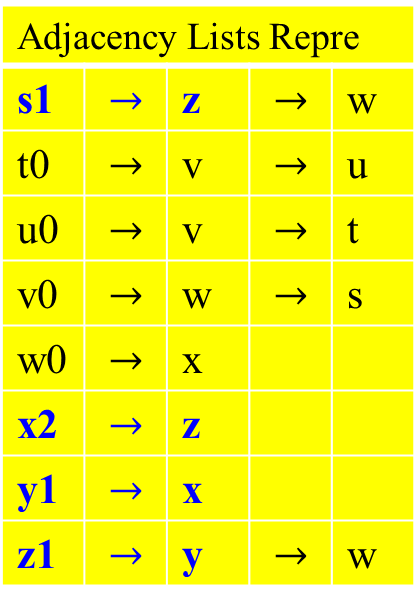 Adjacency Lists Repre
s1 → z → w
t0 → v → u
u0 → v → t
v0 → w → s
w0 → x
x2 → z
y1 → x
z1 → y → w